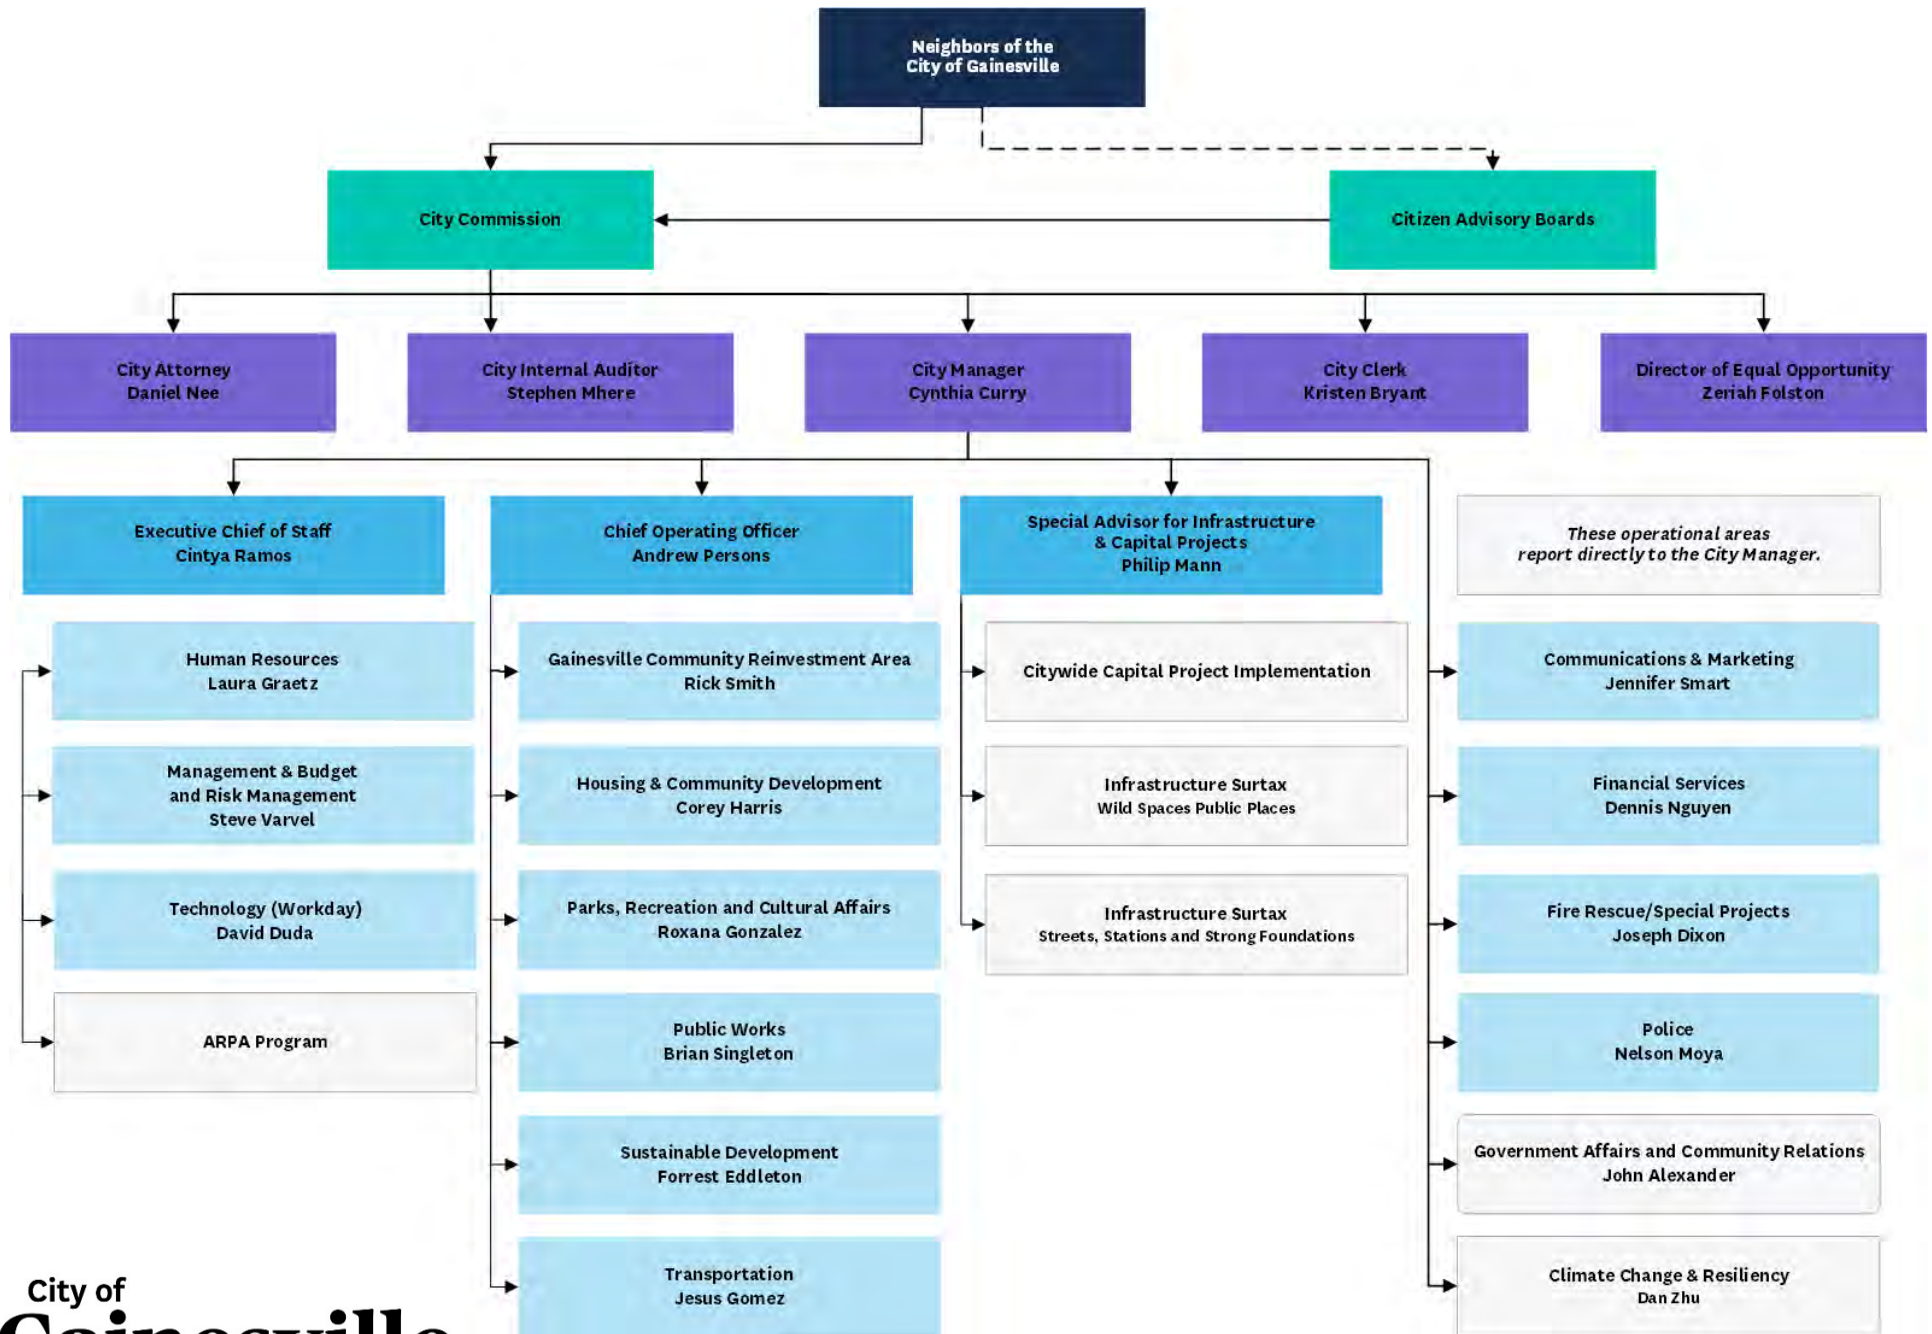 Neighbors of the
City of Gainesville
City Commission
Citizen Advisory Boards
City Attorney
Daniel Nee
City Internal Auditor
Stephen Mhere
City Manager
Cynthia Curry
City Clerk
Kristen Bryant
Director of Equal Opportunity
Zeriah Folston
Executive Chief of Staff
Cintya Ramos
Chief Operating Officer
Andrew Persons
Special Advisor for Infrastructure
& Capital Projects
Philip Mann
These operational areas
report directly to the City Manager.
Human Resources
Laura Graetz
Management & Budget
and Risk Management
Steve Varvel
Technology (Workday)
David Duda
ARPA Program
Gainesville Community Reinvestment Area
Rick Smith
Housing & Community Development
Corey Harris
Parks, Recreation and Cultural Affairs
Roxana Gonzalez
Public Works
Brian Singleton
Sustainable Development
Forrest Eddleton
Transportation
Jesus Gomez
Citywide Capital Project Implementation
Infrastructure Surtax
Wild Spaces Public Places
Infrastructure Surtax
Streets, Stations and Strong Foundations
Communications & Marketing
Jennifer Smart
Financial Services
Dennis Nguyen
Fire Rescue/Special Projects
Joseph Dixon
Police
Nelson Moya
Government Affairs and Community Relations
John Alexander
Climate Change & Resiliency
Dan Zhu
City of
Gainesville